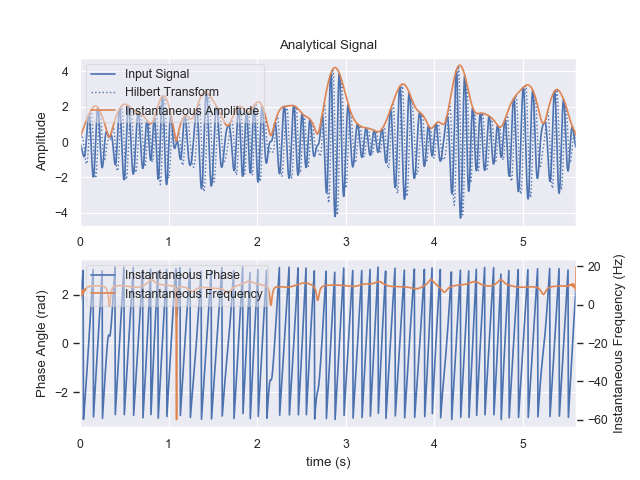 Analytical Signal
Input Signal
Hilbert Transform
Instantaneous Amplitude
Amplitude
4
2
0
−2
−4
0 1 2 3 4 5
Instantaneous Phase
Instantaneous Frequency
Phase Angle (rad)
2
0
−2
20
0
−20
−40
−60
Instantaneous Frequency (Hz)
0 1 2 3 4 5
time (s)